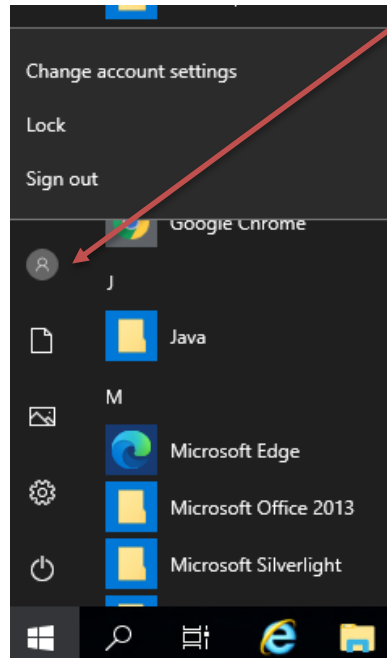 Change account settings
Lock
Sign out
Google Chrome
J
Java
M
Microsoft Edge
Microsoft Office 2013
Microsoft Silverlight